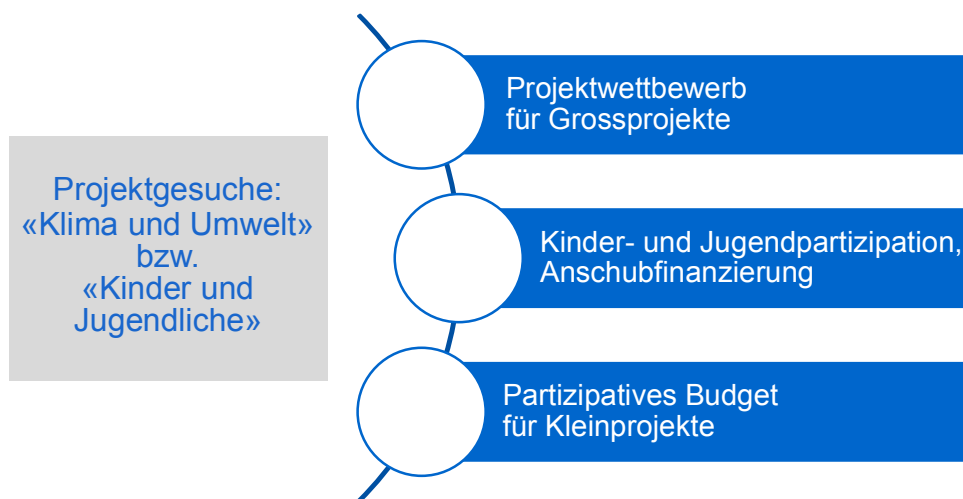 Projektgesuche:
«Klima und Umwelt»
bzw.
«Kinder und
Jugendliche»
Projektwettbewerb
für Grossprojekte
Kinder- und Jugendpartizipation,
Anschubfinanzierung
Partizipatives Budget
für Kleinprojekte